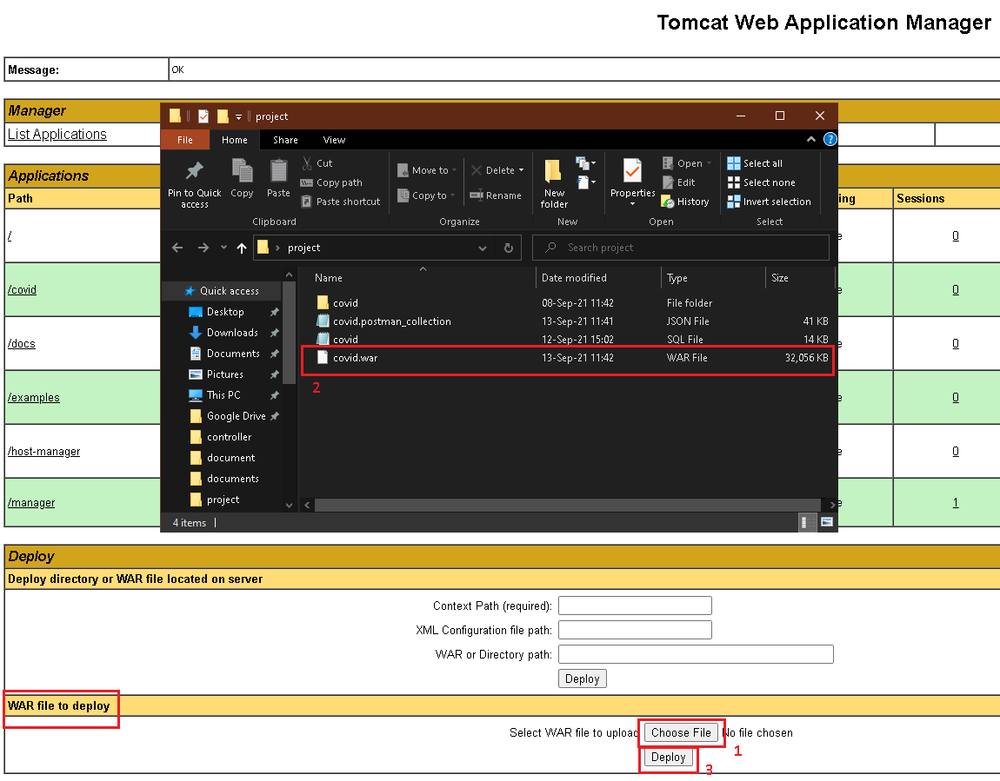 Tomcat Web Application Manager
Message: OK
Manager
List Applications
Applications
Path ing Sessions
/ e 0
/covid e 0
/docs e 0
/examples e 0
/host-manager e 0
/manager e 1
project
File Home Share View
Pin to Quick access
Copy
Paste
Cut
Copy path
Paste shortcut
Clipboard
Move to
Copy to
Delete
Rename
Organize
New folder
New
Properties
Open
Edit
History
Open
Select all
Select none
Invert selection
Select
project
Search project
Name Date modified Type Size
Quick access
Desktop
Downloads
Documents
Pictures
This PC
Google Drive
controller
document
documents
project
covid 08-Sep-21 11:42 File folder
covid.postman_collection 13-Sep-21 11:41 JSON File 41 KB
covid 12-Sep-21 15:02 SQL File 14 KB
covid.war 13-Sep-21 11:42 WAR File 32,056 KB
2
4 items
Deploy
Deploy directory or WAR file located on server
Context Path (required):
XML Configuration file path:
WAR or Directory path:
Deploy
WAR file to deploy
Select WAR file to upload Choose File No file chosen
1
Deploy
3